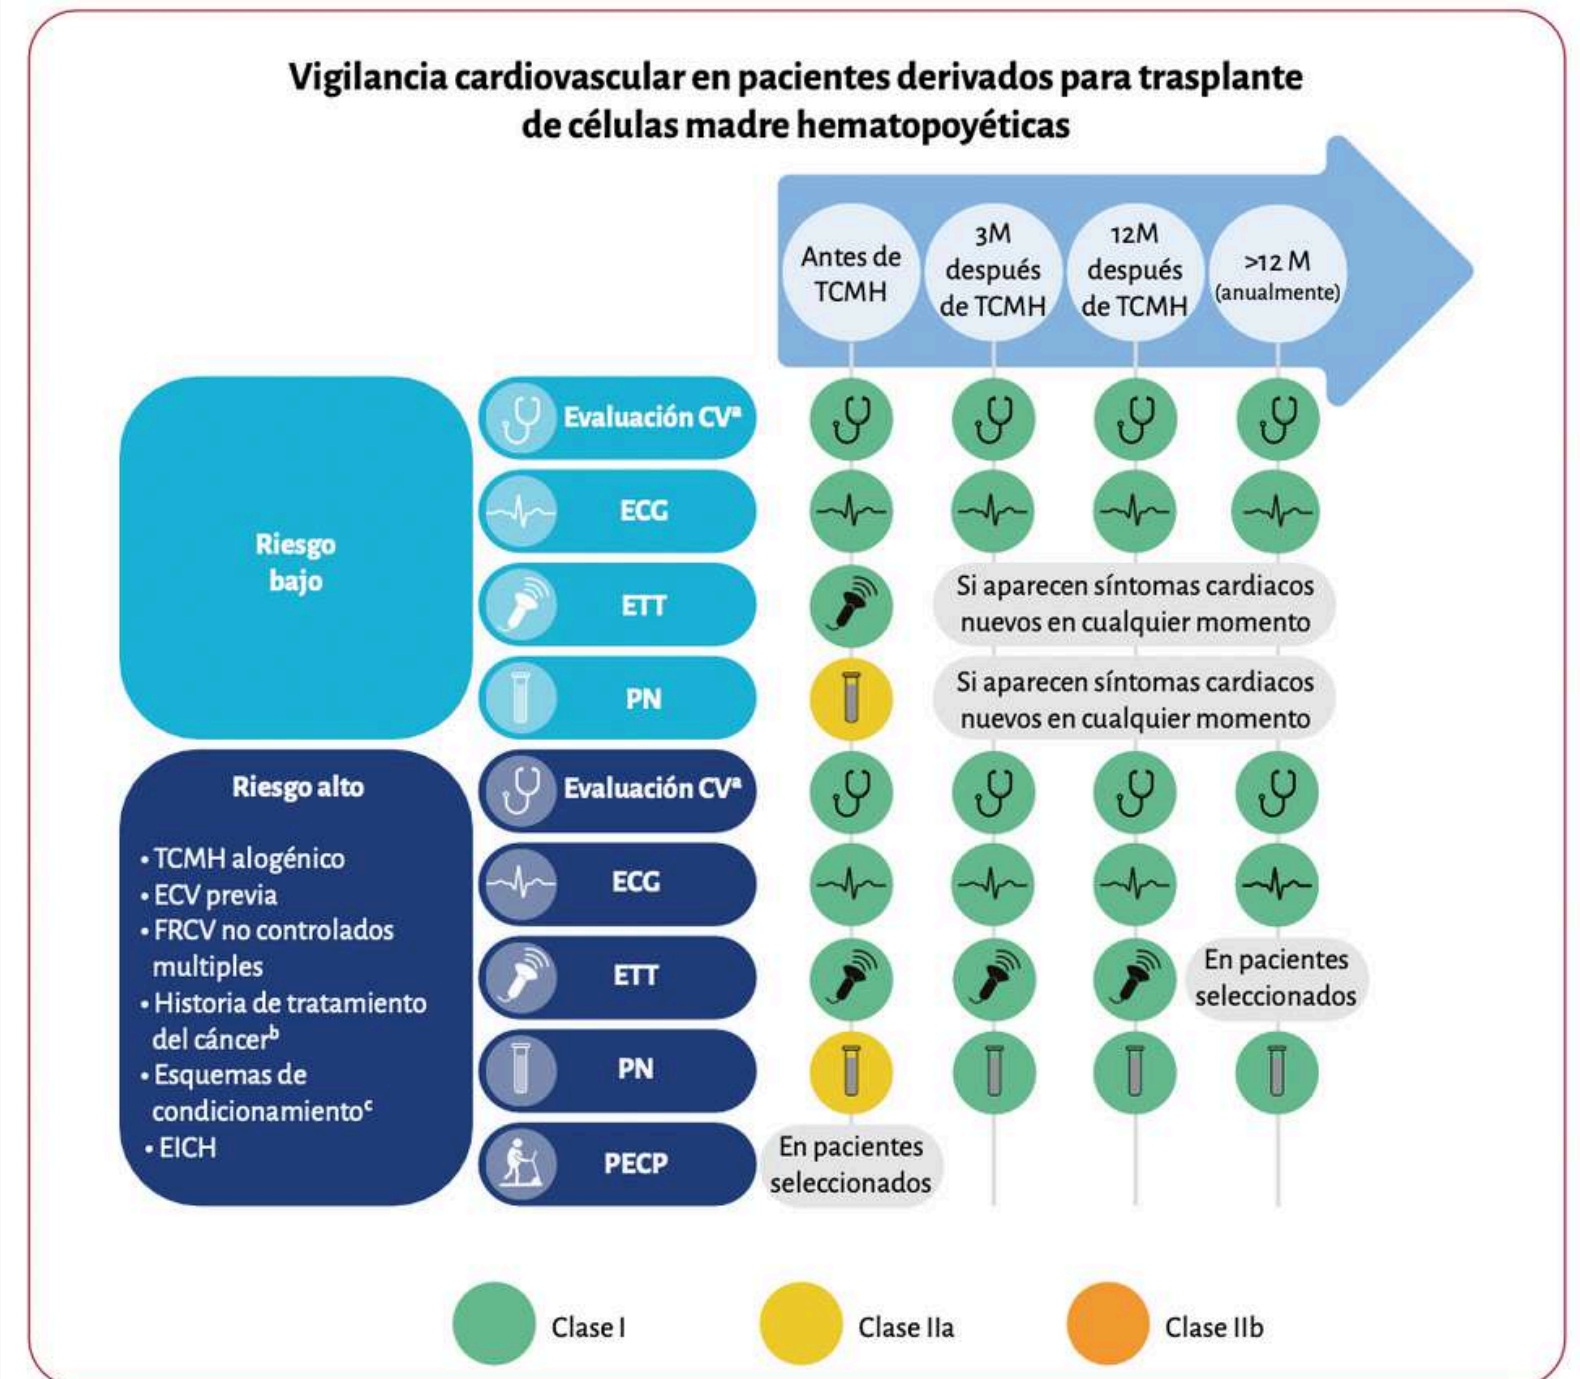 Vigilancia cardiovascular en pacientes derivados para trasplante
de células madre hematopoyéticas
Antes de
TCMH
3M
después
de TCMH
12M
después
de TCMH
>12 M
(anualmente)
Riesgo
bajo
Evaluación CVª
ECG
ETT
Si aparecen síntomas cardiacos
nuevos en cualquier momento
PN
Si aparecen síntomas cardiacos
nuevos en cualquier momento
Riesgo alto
• TCMH alogénico
• ECV previa
• FRCV no controlados
multiples
• Historia de tratamiento
del cáncerᵇ
• Esquemas de
condicionamientoᶜ
• EICH
Evaluación CVª
ECG
ETT
En pacientes
seleccionados
PN
PECP
En pacientes
seleccionados
Clase I
Clase IIa
Clase IIb